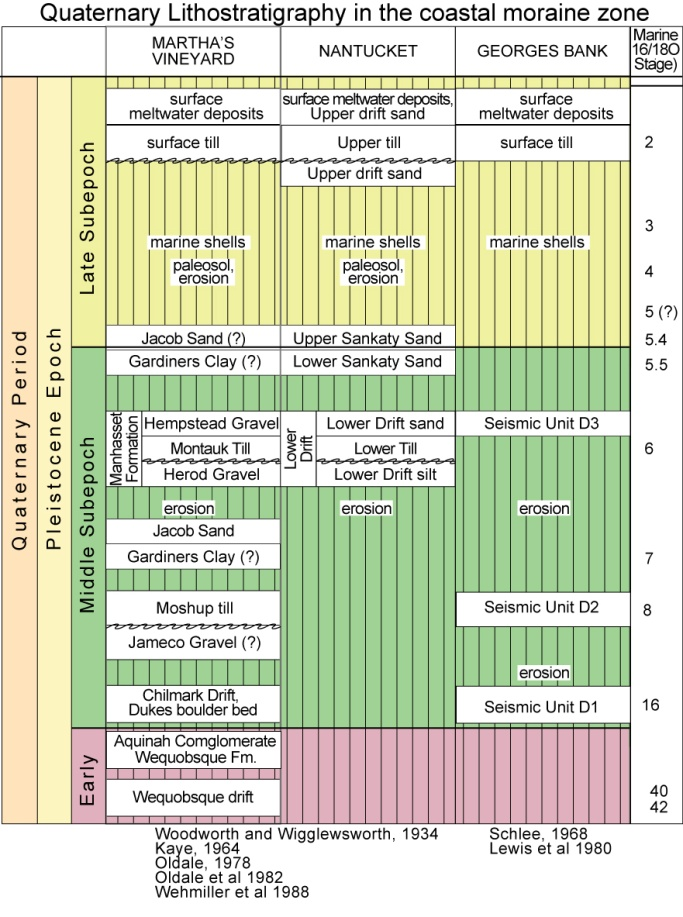 Quaternary Lithostratigraphy in the coastal moraine zone
MARTHA'S
VINEYARD
NANTUCKET
GEORGES BANK
Marine
16/18O
Stage)
Quaternary Period
Pleistocene Epoch
Late Subepoch
surface
meltwater deposits
surface meltwater deposits,
Upper drift sand
surface
meltwater deposits
surface till
Upper till
surface till
2
Upper drift sand
3
marine shells
marine shells
marine shells
paleosol,
erosion
paleosol,
erosion
4
5 (?)
Jacob Sand (?)
Upper Sankaty Sand
5.4
Middle Subepoch
Gardiners Clay (?)
Lower Sankaty Sand
5.5
Manhasset
Formation
Hempstead Gravel
Montauk Till
Herod Gravel
Lower
Drift
Lower Drift sand
Lower Till
Lower Drift silt
Seismic Unit D3
6
erosion
erosion
erosion
Jacob Sand
Gardiners Clay (?)
7
Moshup till
Seismic Unit D2
8
Jameco Gravel (?)
erosion
Chilmark Drift,
Dukes boulder bed
Seismic Unit D1
16
Early
Aquinah Comglomerate
Wequobsque Fm.
Wequobsque drift
40
42
Woodworth and Wigglewsworth, 1934
Kaye, 1964
Oldale, 1978
Oldale et al 1982
Wehmiller et al 1988
Schlee, 1968
Lewis et al 1980